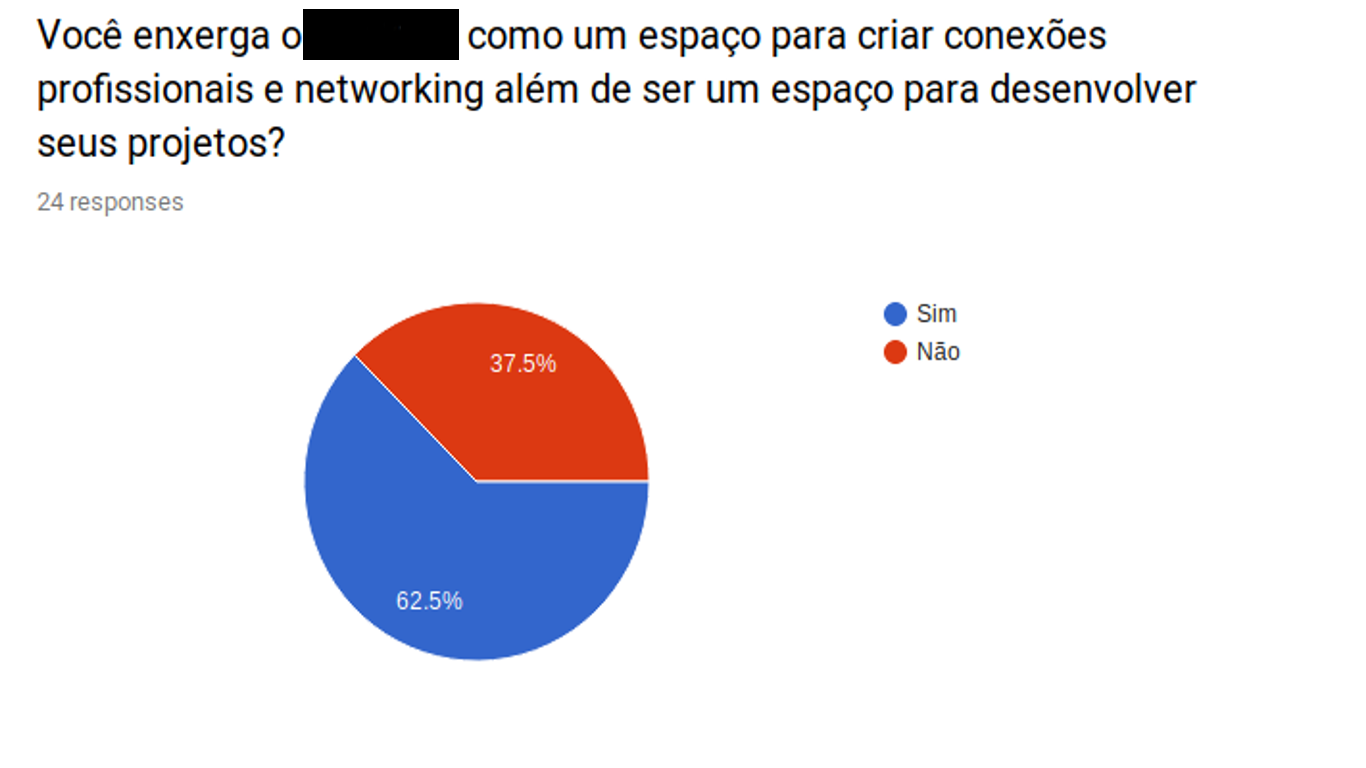 Você enxerga o como um espaço para criar conexões
profissionais e networking além de ser um espaço para desenvolver
seus projetos?
24 responses
Sim
Não
37.5%
62.5%